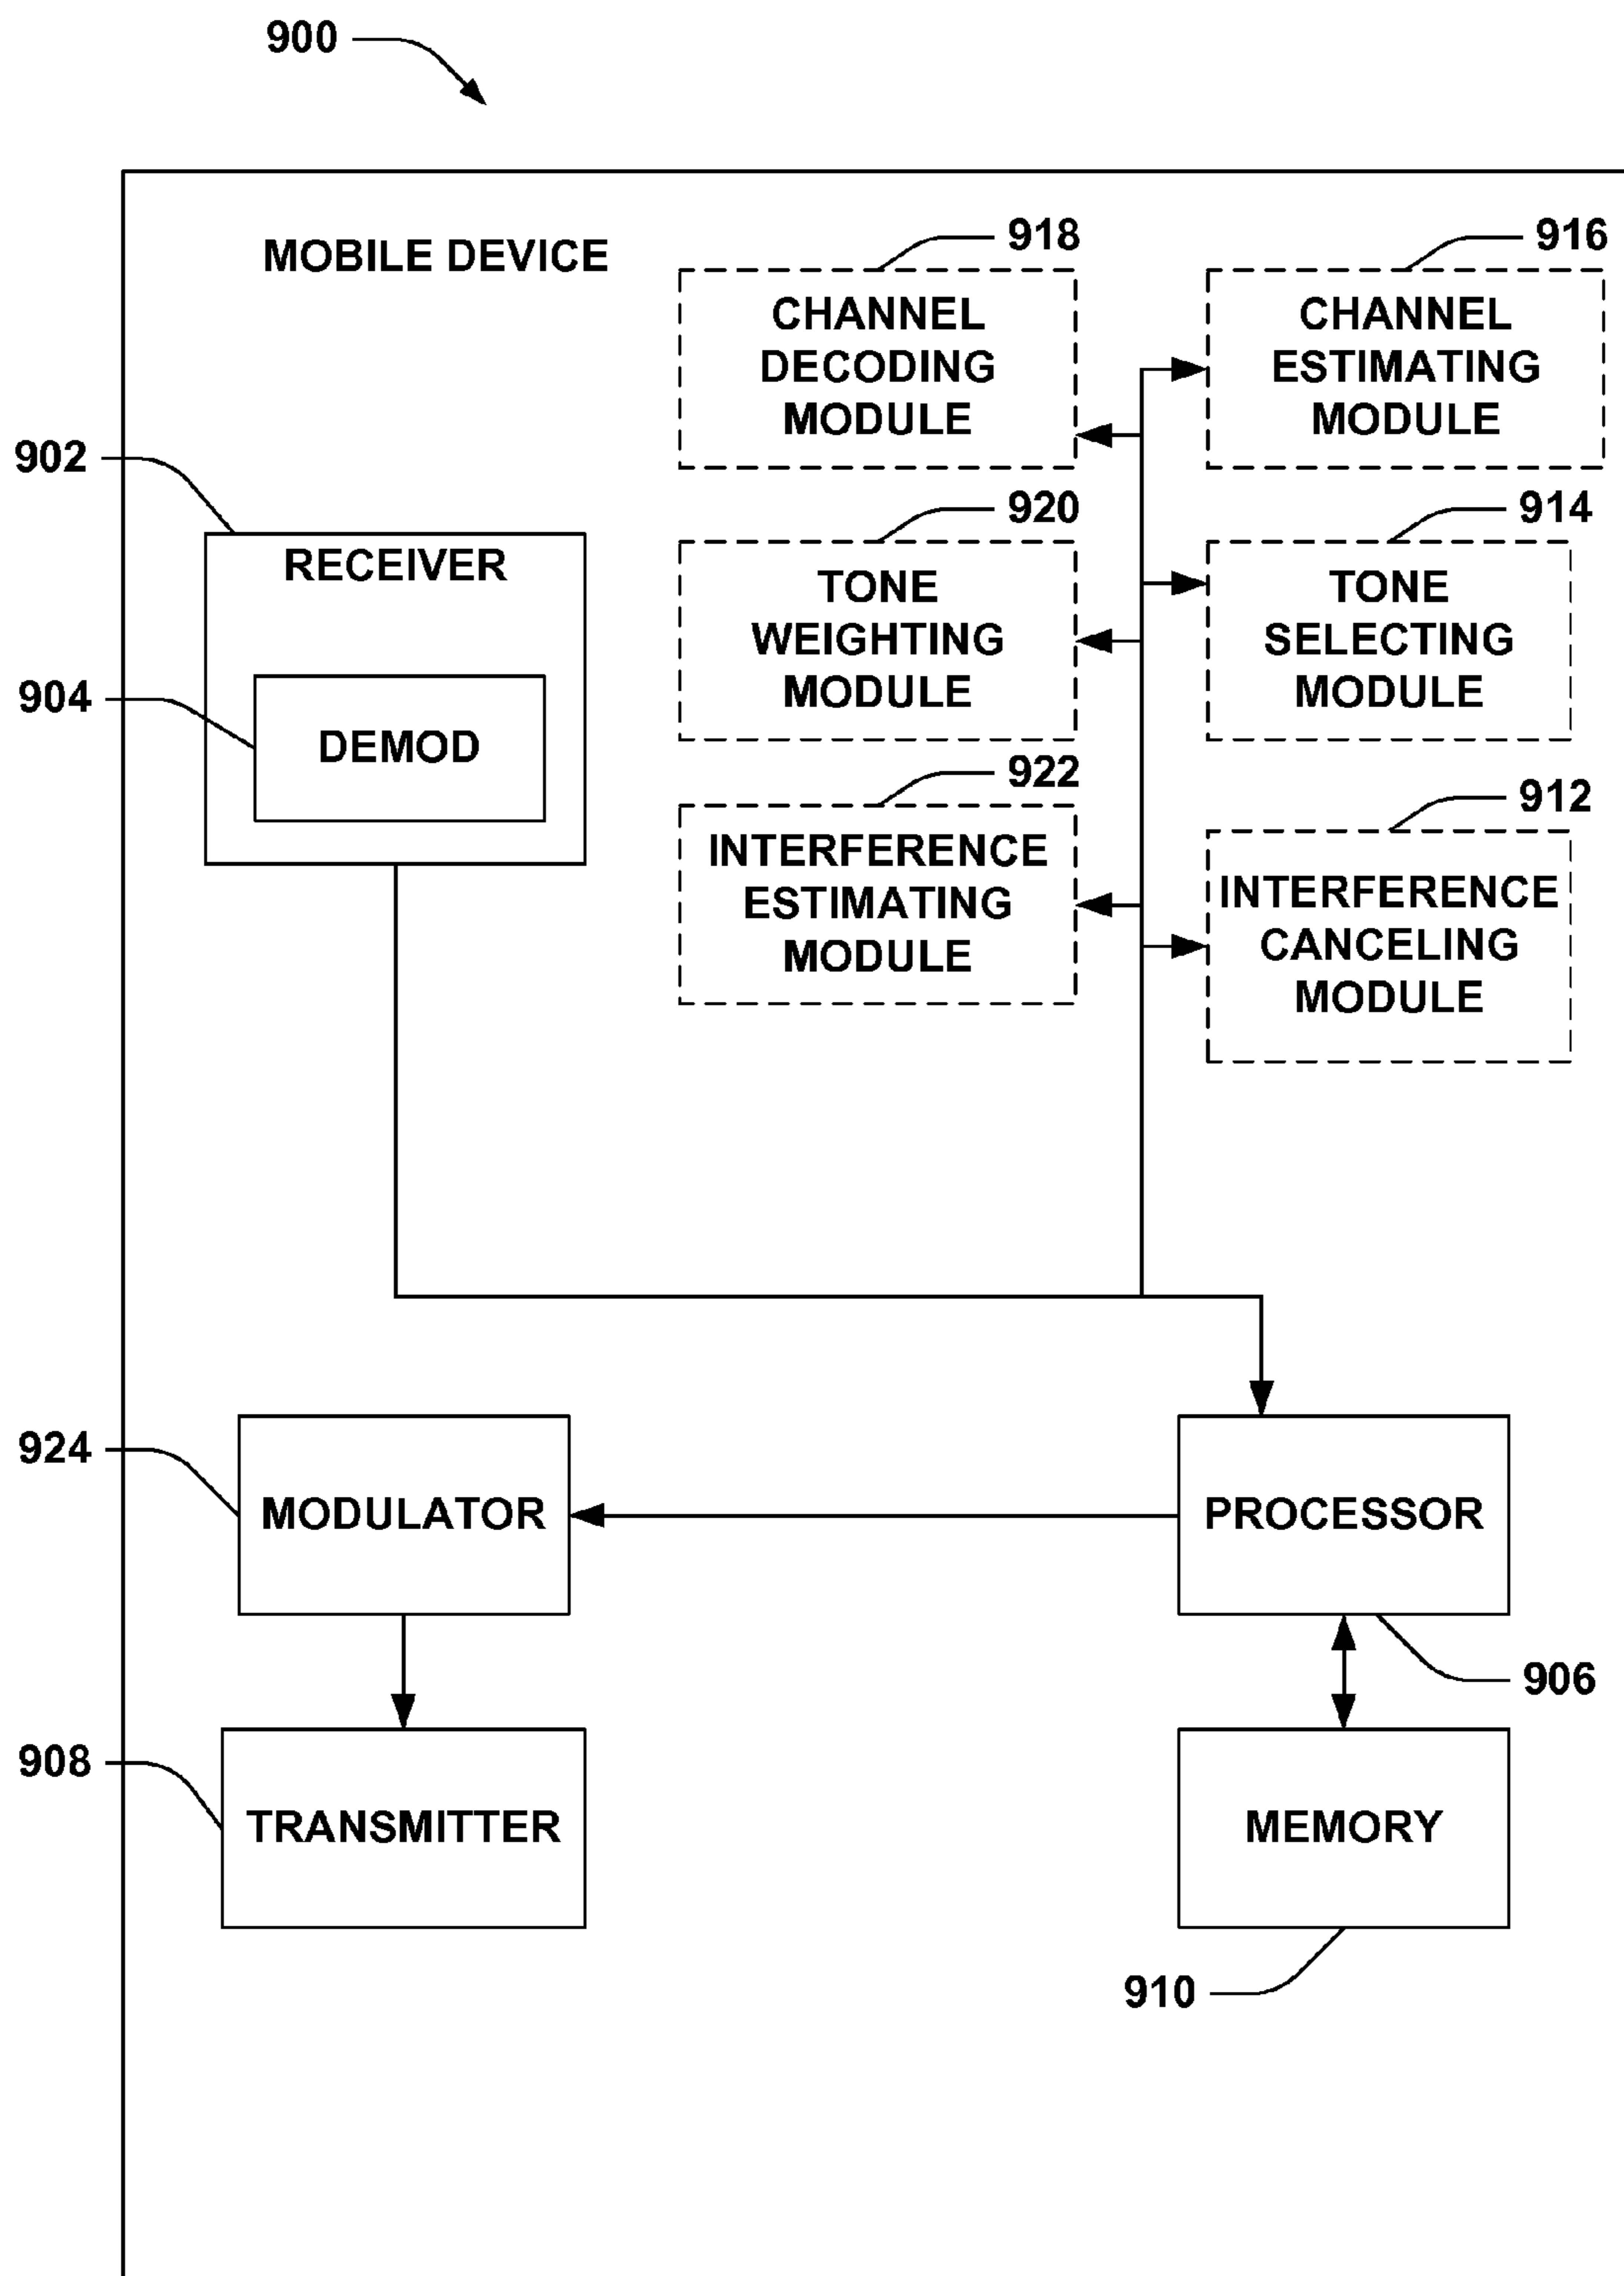 900
MOBILE DEVICE
918
CHANNEL
DECODING
MODULE
916
CHANNEL
ESTIMATING
MODULE
902
RECEIVER
904
DEMOD
920
TONE
WEIGHTING
MODULE
914
TONE
SELECTING
MODULE
922
INTERFERENCE
ESTIMATING
MODULE
912
INTERFERENCE
CANCELING
MODULE
924
MODULATOR
PROCESSOR
906
908
TRANSMITTER
MEMORY
910